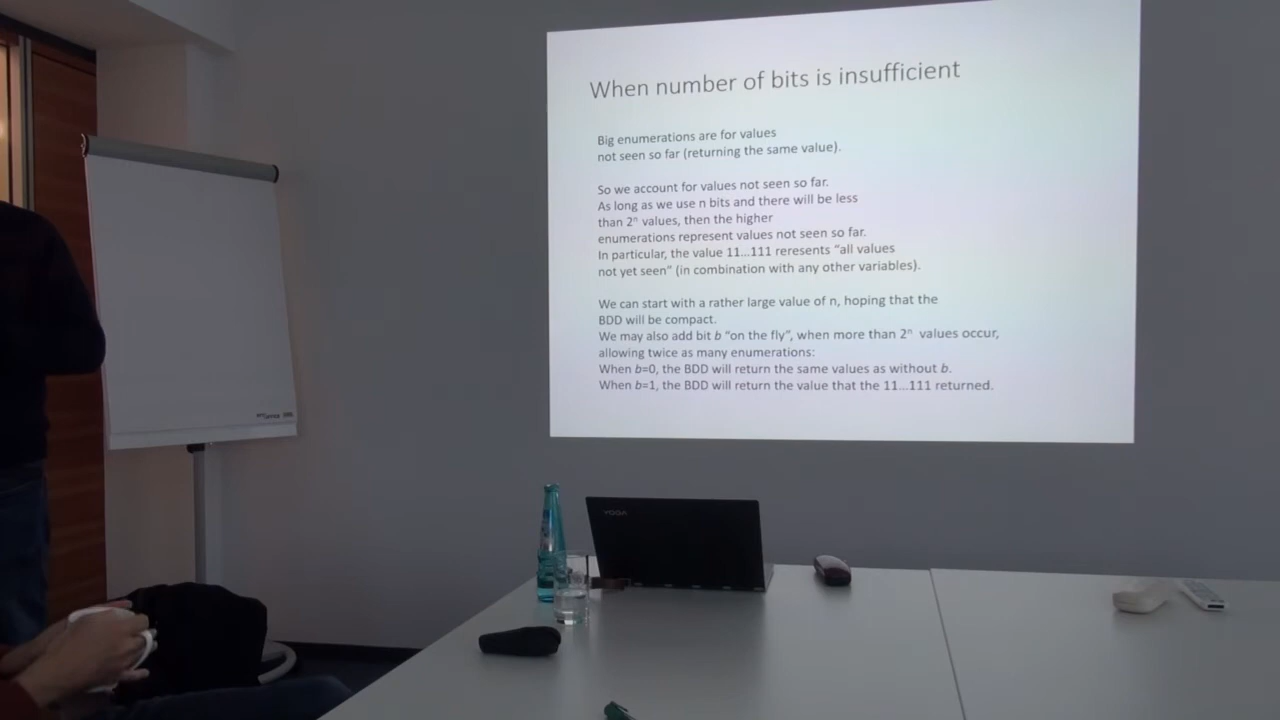 When number of bits is insufficient
Big enumerations are for values
not seen so far (returning the same value).
So we account for values not seen so far.
As long as we use n bits and there will be less
than 2ⁿ values, then the higher
enumerations represent values not seen so far.
In particular, the value 11...111 reresents “all values
not yet seen” (in combination with any other variables).
We can start with a rather large value of n, hoping that the
BDD will be compact.
We may also add bit b “on the fly”, when more than 2ⁿ values occur,
allowing twice as many enumerations:
When b=0, the BDD will return the same values as without b.
When b=1, the BDD will return the value that the 11...111 returned.
YOGA